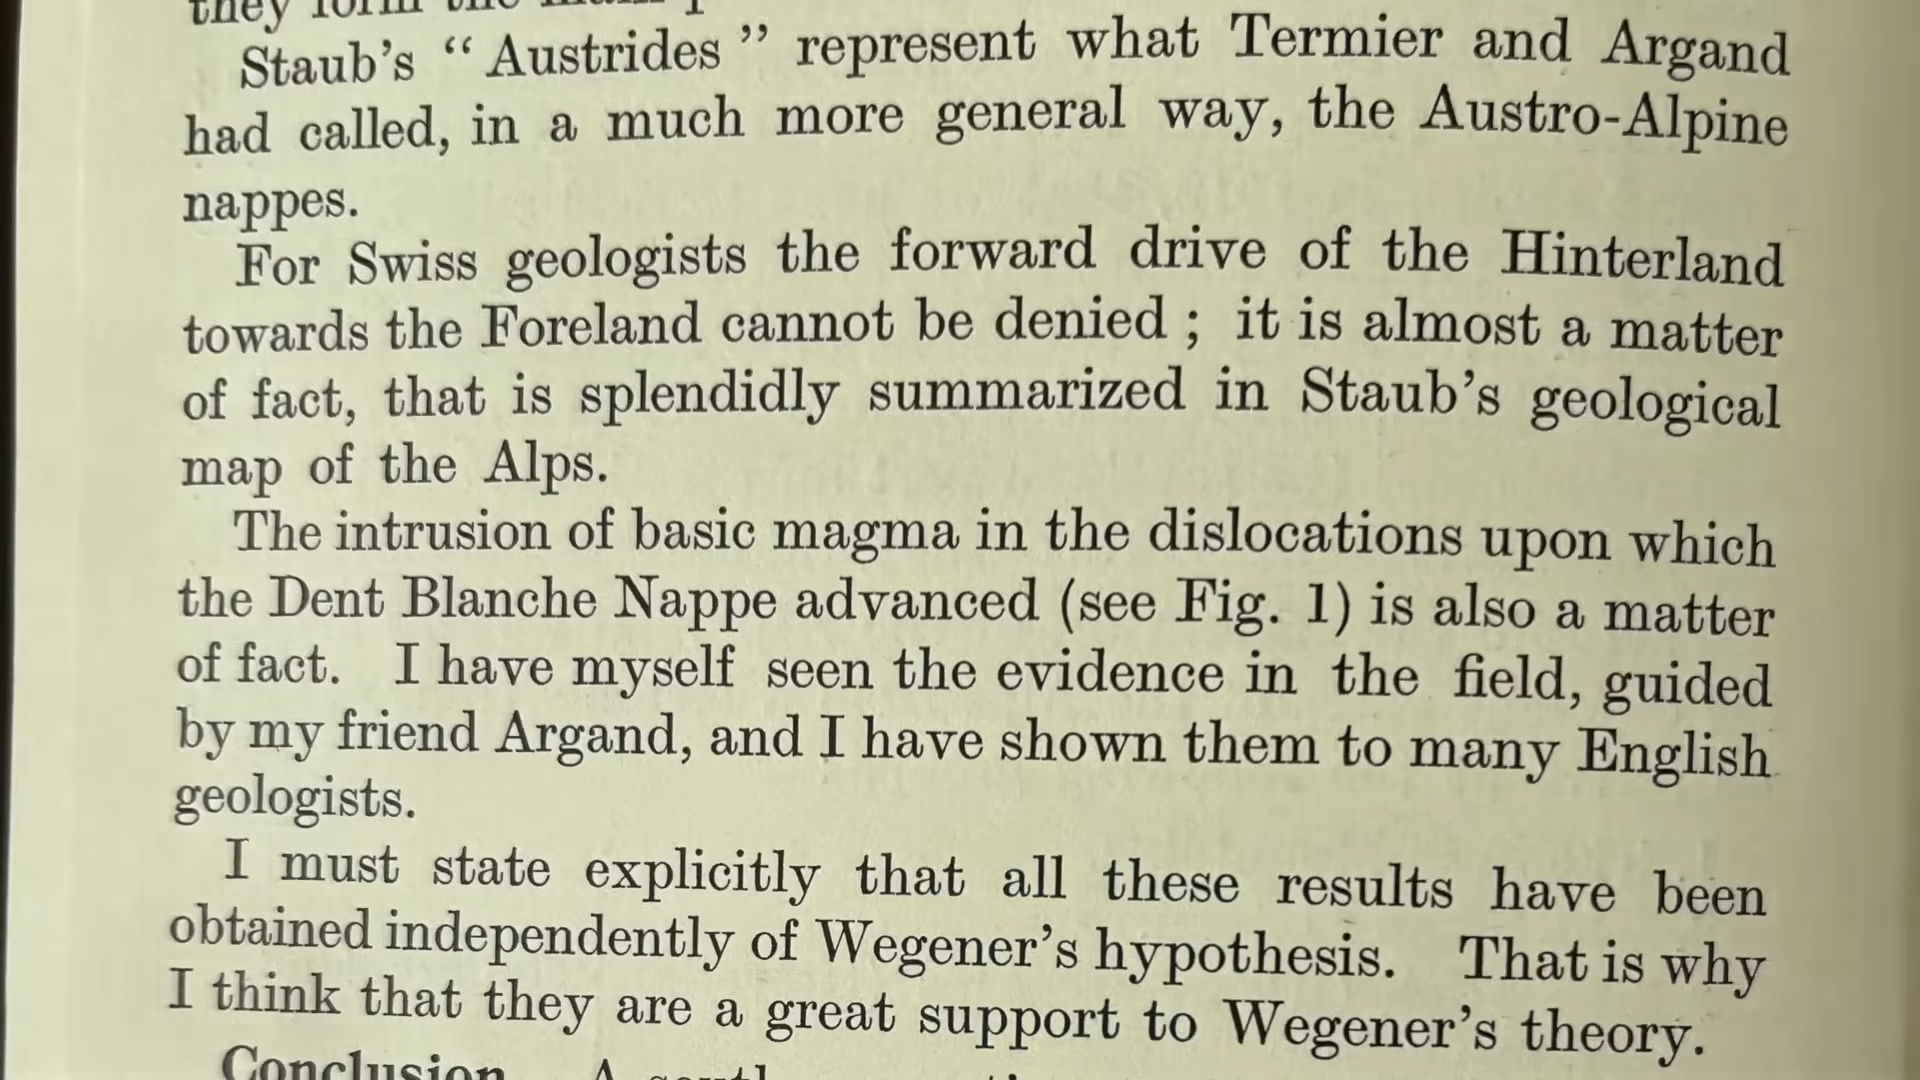 they form the main p
Staub's “ Austrides ” represent what Termier and Argand
had called, in a much more general way, the Austro-Alpine
nappes.
For Swiss geologists the forward drive of the Hinterland
towards the Foreland cannot be denied ; it is almost a matter
of fact, that is splendidly summarized in Staub's geological
map of the Alps.
The intrusion of basic magma in the dislocations upon which
the Dent Blanche Nappe advanced (see Fig. 1) is also a matter
of fact. I have myself seen the evidence in the field, guided
by my friend Argand, and I have shown them to many English
geologists.
I must state explicitly that all these results have been
obtained independently of Wegener's hypothesis. That is why
I think that they are a great support to Wegener's theory.
Conclusion. A